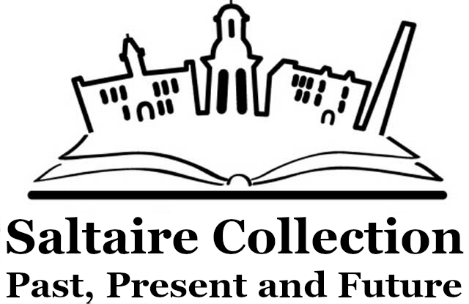 Saltaire Collection
Past, Present and Future